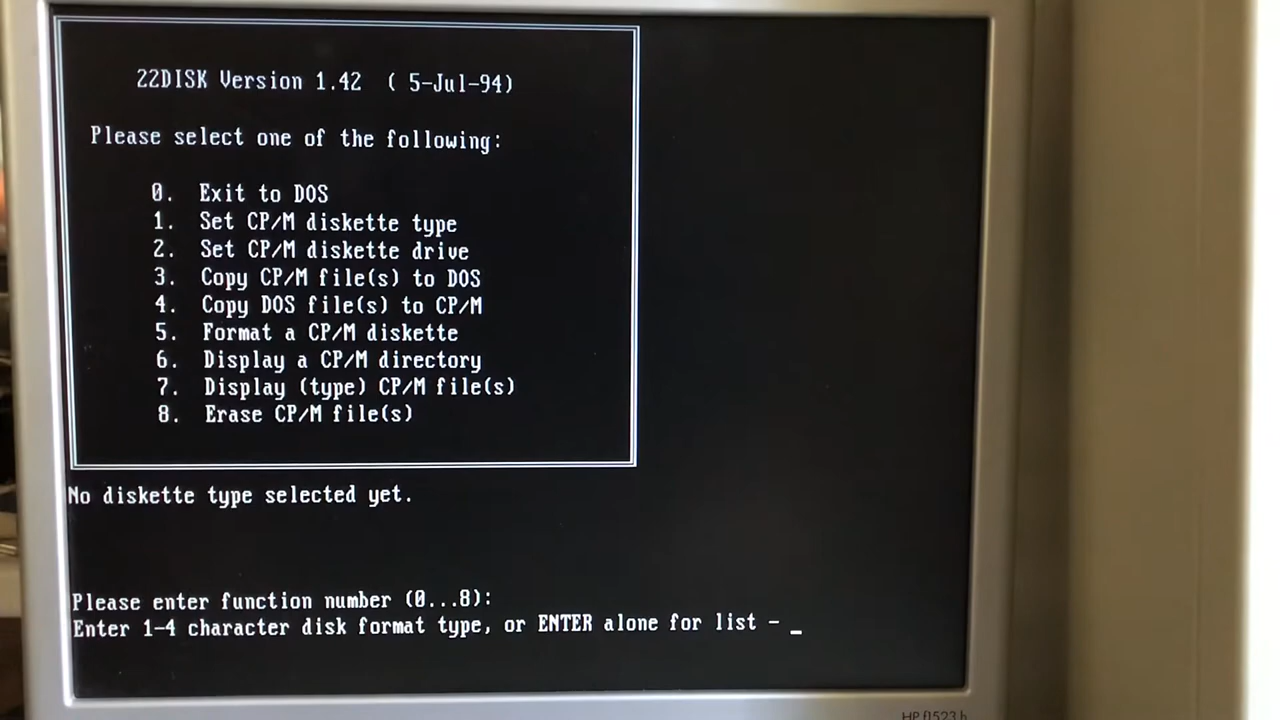 22DISK Version 1.42 ( 5-Jul-94)
Please select one of the following:
0. Exit to DOS
1. Set CP/M diskette type
2. Set CP/M diskette drive
3. Copy CP/M file(s) to DOS
4. Copy DOS file(s) to CP/M
5. Format a CP/M diskette
6. Display a CP/M directory
7. Display (type) CP/M file(s)
8. Erase CP/M file(s)
No diskette type selected yet.
Please enter function number (0...8):
Enter 1-4 character disk format type, or ENTER alone for list - _
HP